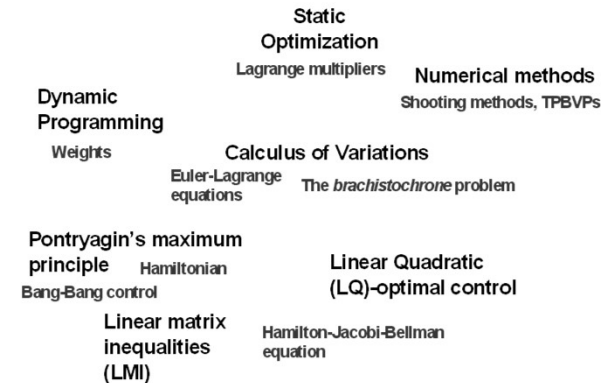 Static
Optimization
Lagrange multipliers
Numerical methods
Shooting methods, TPBVPs
Dynamic
Programming
Weights
Calculus of Variations
Euler-Lagrange
equations
The brachistochrone problem
Pontryagin's maximum
principle
Hamiltonian
Bang-Bang control
Linear Quadratic
(LQ)-optimal control
Linear matrix
inequalities
(LMI)
Hamilton-Jacobi-Bellman
equation